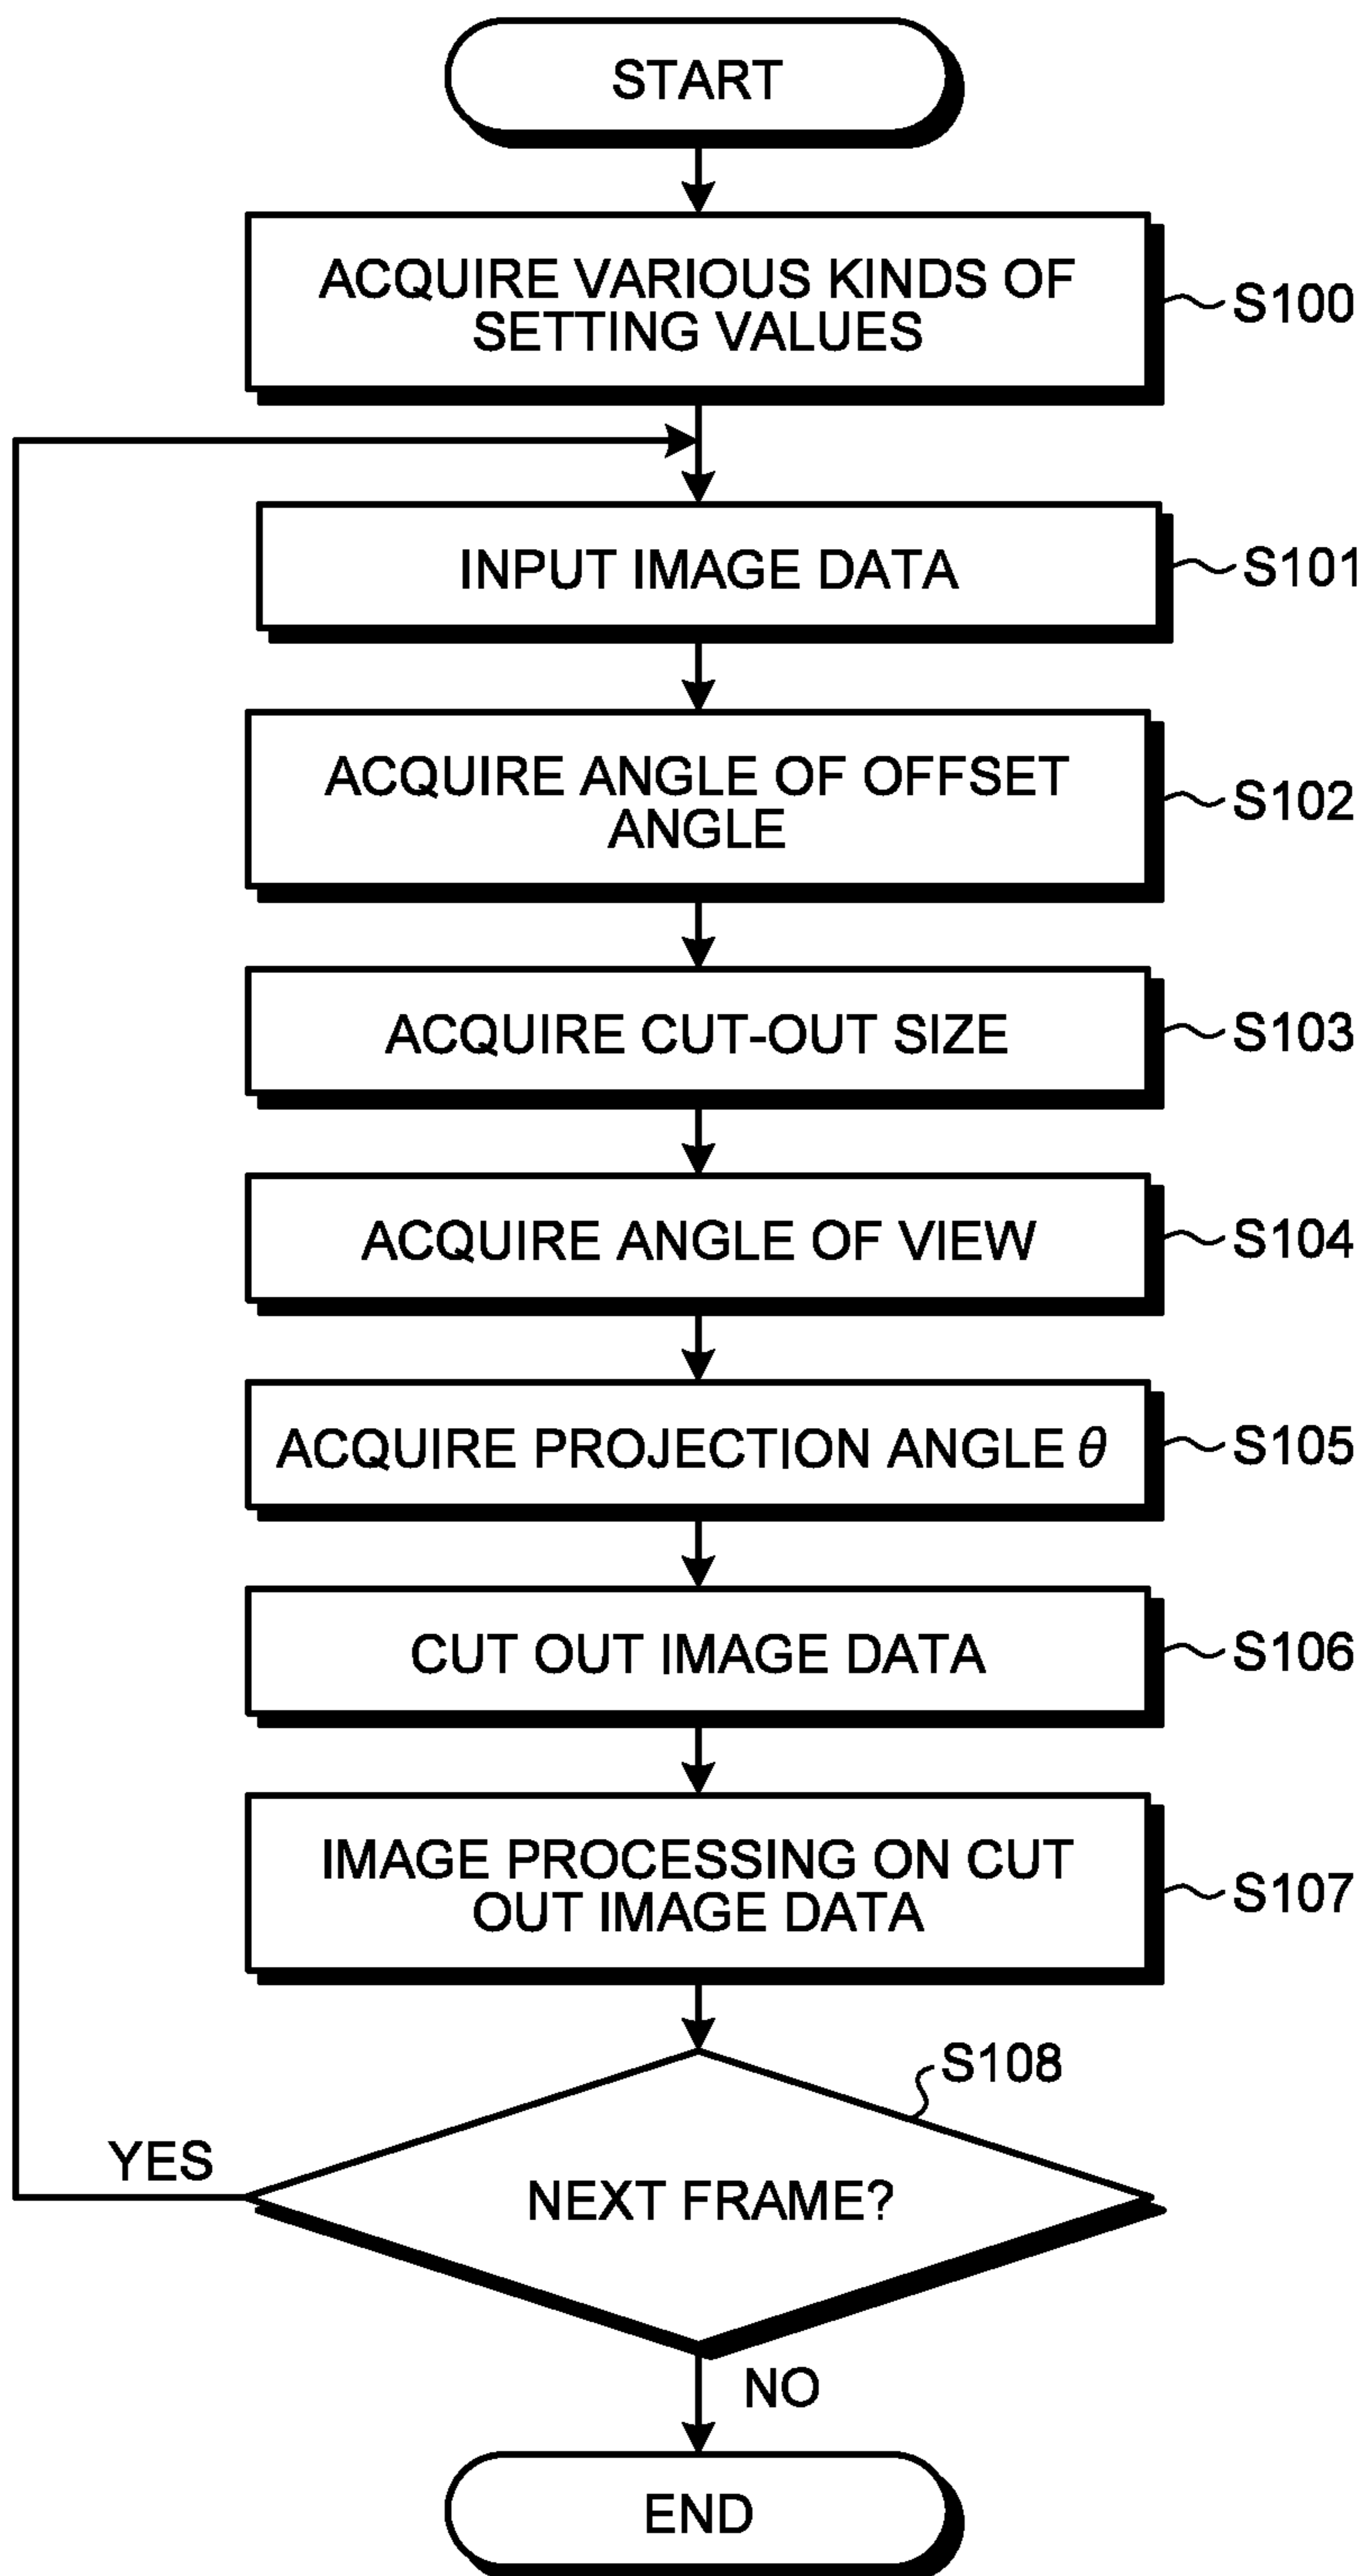 START
ACQUIRE VARIOUS KINDS OF
SETTING VALUES
S100
INPUT IMAGE DATA
S101
ACQUIRE ANGLE OF OFFSET
ANGLE
S102
ACQUIRE CUT-OUT SIZE
S103
ACQUIRE ANGLE OF VIEW
S104
ACQUIRE PROJECTION ANGLE θ
S105
CUT OUT IMAGE DATA
S106
IMAGE PROCESSING ON CUT
OUT IMAGE DATA
S107
S108
YES
NEXT FRAME?
NO
END